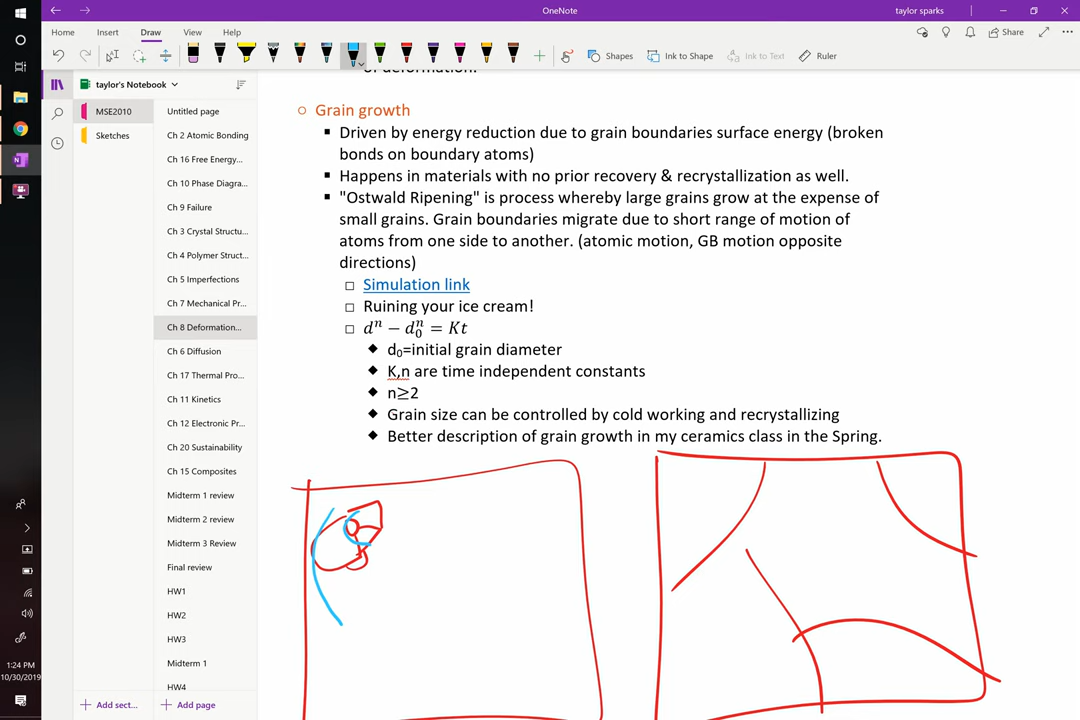 OneNote
taylor sparks
Home
Insert
Draw
View
Help
Share
Shapes
Ink to Shape
Ink to Text
Ruler
taylor's Notebook
MSE2010
Sketches
Untitled page
Ch 2 Atomic Bonding
Ch 16 Free Energy...
Ch 10 Phase Diagra...
Ch 9 Failure
Ch 3 Crystal Structu...
Ch 4 Polymer Struct...
Ch 5 Imperfections
Ch 7 Mechanical Pr...
Ch 8 Deformation...
Ch 6 Diffusion
Ch 17 Thermal Pro...
Ch 11 Kinetics
Ch 12 Electronic Pr...
Ch 20 Sustainability
Ch 15 Composites
Midterm 1 review
Midterm 2 review
Midterm 3 Review
Final review
HW1
HW2
HW3
Midterm 1
HW4
Add sect...
Add page
of deformation.
Grain growth
Driven by energy reduction due to grain boundaries surface energy (broken
bonds on boundary atoms)
Happens in materials with no prior recovery & recrystallization as well.
"Ostwald Ripening" is process whereby large grains grow at the expense of
small grains. Grain boundaries migrate due to short range of motion of
atoms from one side to another. (atomic motion, GB motion opposite
directions)
Simulation link
Ruining your ice cream!
dⁿ − d₀ⁿ = Kt
d₀=initial grain diameter
K,n are time independent constants
n≥2
Grain size can be controlled by cold working and recrystallizing
Better description of grain growth in my ceramics class in the Spring.
1:24 PM
10/30/2019